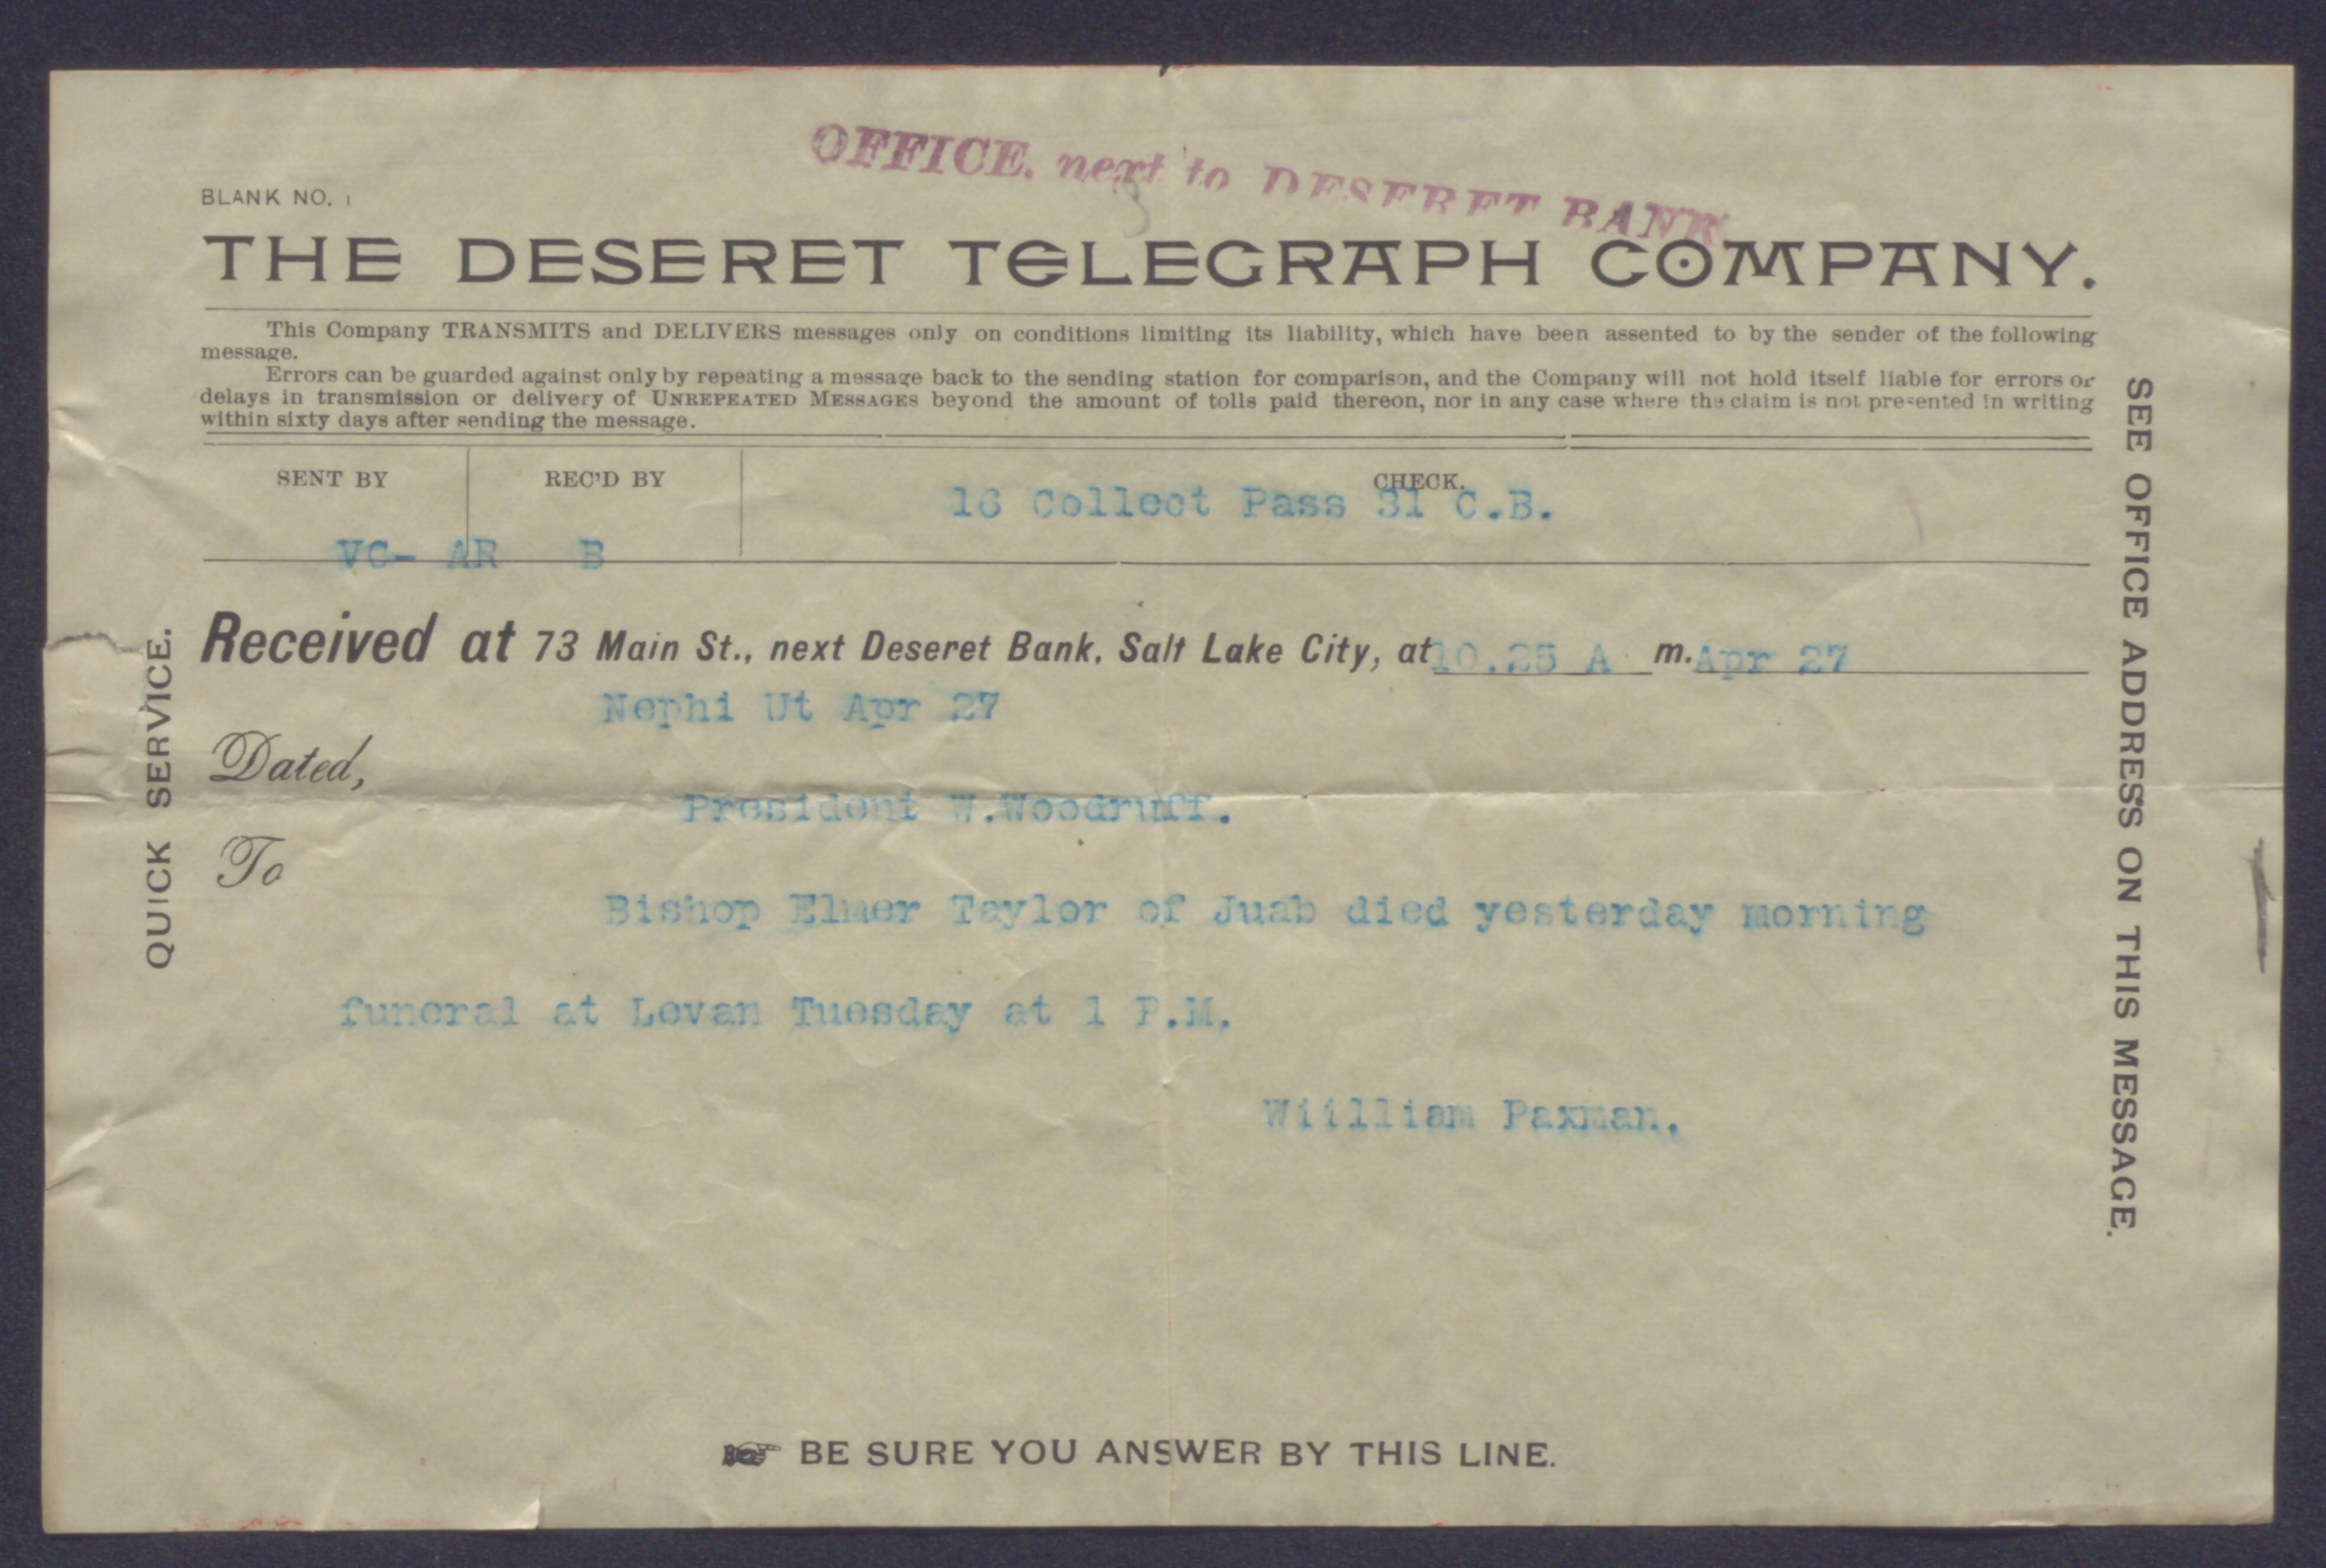 OFFICE. next to DESERET BANK
BLANK NO. 1
THE DESERET TELEGRAPH COMPANY.
This Company TRANSMITS and DELIVERS messages only on conditions limiting its liability, which have been assented to by the sender of the following
message.
Errors can be guarded against only by repeating a message back to the sending station for comparison, and the Company will not hold itself liable for errors or
delays in transmission or delivery of UNREPEATED MESSAGES beyond the amount of tolls paid thereon, nor in any case where the claim is not presented in writing
within sixty days after sending the message.
SENT BY REC'D BY CHECK.
16 Collect Pass 31 C.B.
VC- AR B
Received at 73 Main St., next Deseret Bank, Salt Lake City, at 10.25 A m. Apr 27
Nephi Ut Apr 27
Dated,
President W.Woodruff.
To
Bishop Elmer Taylor of Juab died yesterday morning
funeral at Levan Tuesday at 1 P.M.
Wiilliam Paxman.
BE SURE YOU ANSWER BY THIS LINE.
QUICK SERVICE.
SEE OFFICE ADDRESS ON THIS MESSAGE.